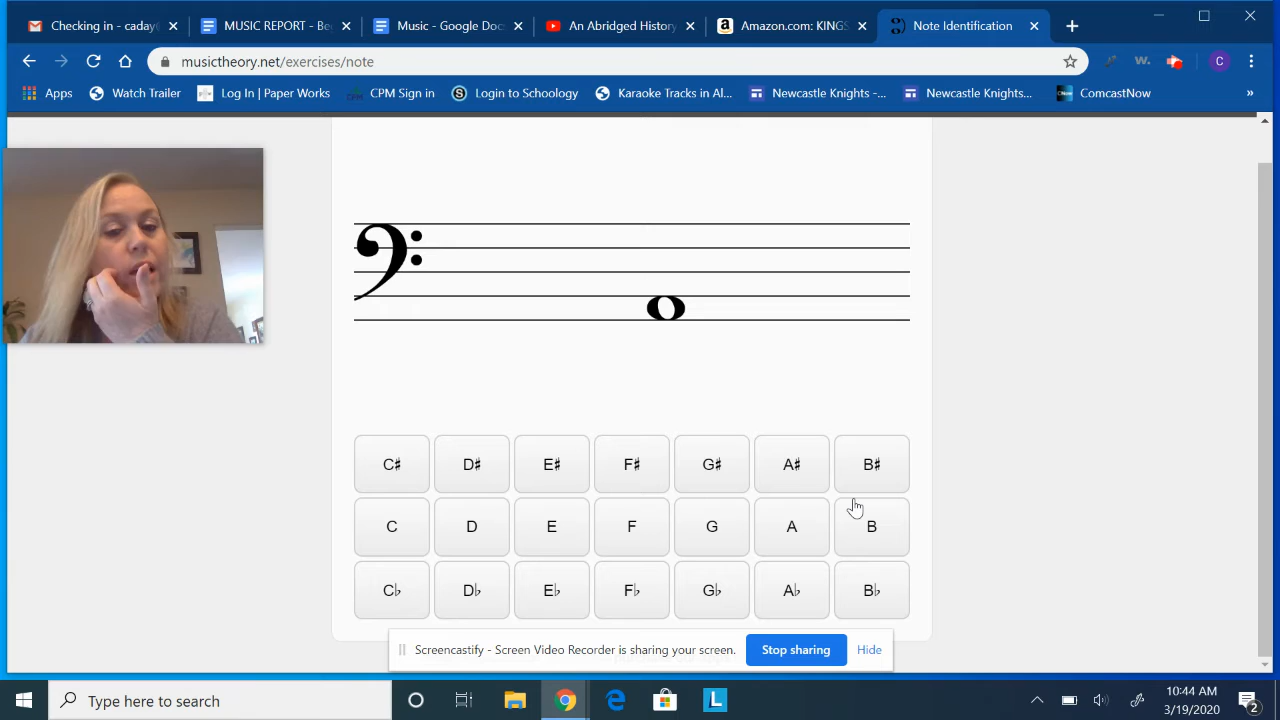 Checking in - caday
MUSIC REPORT - Be
Music - Google Doc
An Abridged History
Amazon.com: KINGS
Note Identification
musictheory.net/exercises/note
W.
C
Apps
Watch Trailer
Log In | Paper Works
CPM Sign in
Login to Schoology
Karaoke Tracks in Al...
Newcastle Knights -...
Newcastle Knights...
ComcastNow
»
C♯ D♯ E♯ F♯ G♯ A♯ B♯
C D E F G A B
C♭ D♭ E♭ F♭ G♭ A♭ B♭
Screencastify - Screen Video Recorder is sharing your screen.
Stop sharing
Hide
Type here to search
L
10:44 AM
3/19/2020
2